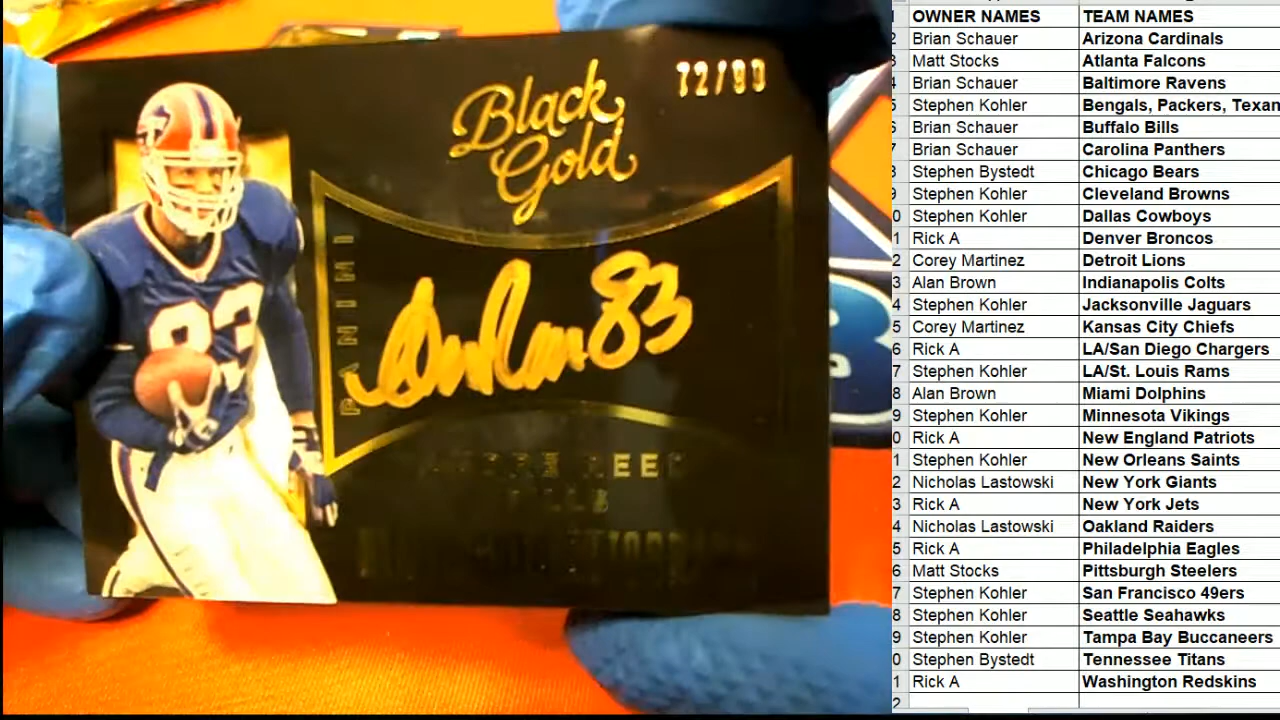 Black
Gold
72/99
PANINI
83
83
OWNER NAMES TEAM NAMES
Brian Schauer Arizona Cardinals
Matt Stocks Atlanta Falcons
Brian Schauer Baltimore Ravens
Stephen Kohler Bengals, Packers, Texan
Brian Schauer Buffalo Bills
Brian Schauer Carolina Panthers
Stephen Bystedt Chicago Bears
Stephen Kohler Cleveland Browns
Stephen Kohler Dallas Cowboys
Rick A Denver Broncos
Corey Martinez Detroit Lions
Alan Brown Indianapolis Colts
Stephen Kohler Jacksonville Jaguars
Corey Martinez Kansas City Chiefs
Rick A LA/San Diego Chargers
Stephen Kohler LA/St. Louis Rams
Alan Brown Miami Dolphins
Stephen Kohler Minnesota Vikings
Rick A New England Patriots
Stephen Kohler New Orleans Saints
Nicholas Lastowski New York Giants
Rick A New York Jets
Nicholas Lastowski Oakland Raiders
Rick A Philadelphia Eagles
Matt Stocks Pittsburgh Steelers
Stephen Kohler San Francisco 49ers
Stephen Kohler Seattle Seahawks
Stephen Kohler Tampa Bay Buccaneers
Stephen Bystedt Tennessee Titans
Rick A Washington Redskins